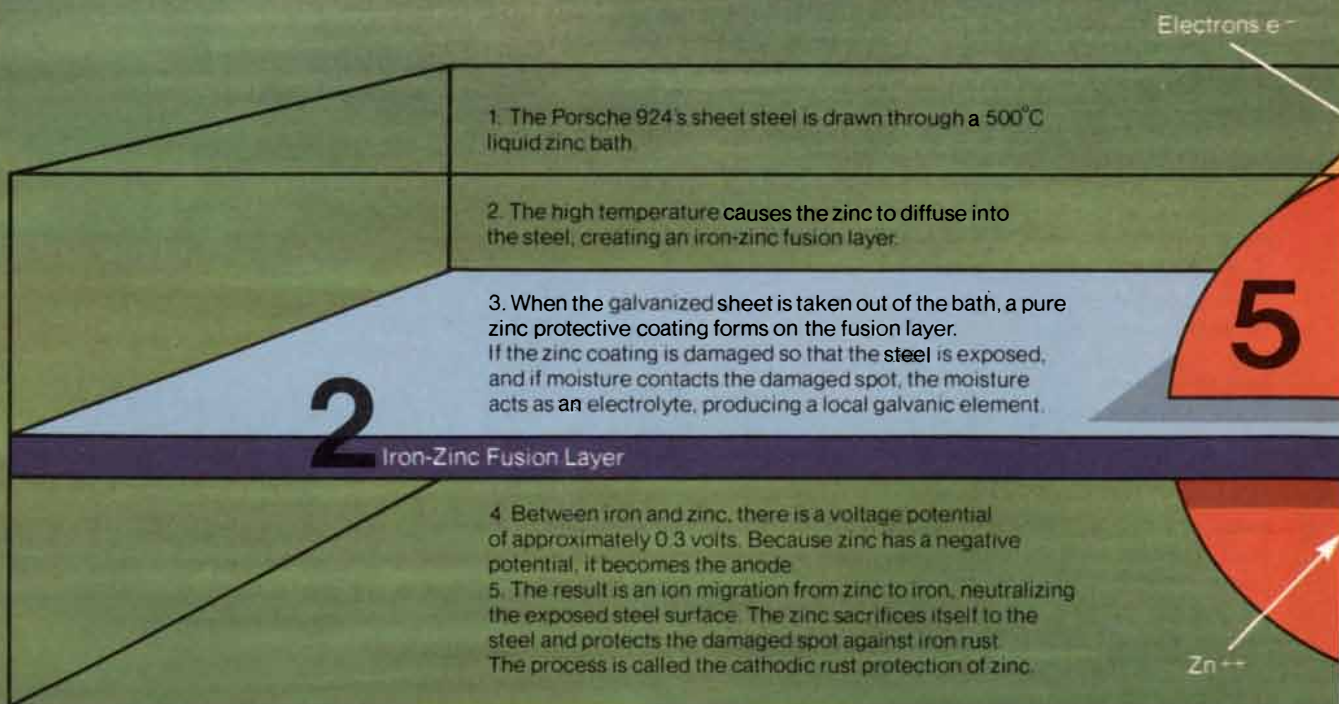 Electrons e−
1. The Porsche 924's sheet steel is drawn through a 500°C
liquid zinc bath.
2. The high temperature causes the zinc to diffuse into
the steel, creating an iron-zinc fusion layer.
3. When the galvanized sheet is taken out of the bath, a pure
zinc protective coating forms on the fusion layer.
If the zinc coating is damaged so that the steel is exposed,
and if moisture contacts the damaged spot, the moisture
acts as an electrolyte, producing a local galvanic element.
5
2
Iron-Zinc Fusion Layer
4. Between iron and zinc, there is a voltage potential
of approximately 0.3 volts. Because zinc has a negative
potential, it becomes the anode.
5. The result is an ion migration from zinc to iron, neutralizing
the exposed steel surface. The zinc sacrifices itself to the
steel and protects the damaged spot against iron rust.
The process is called the cathodic rust protection of zinc.
Zn++